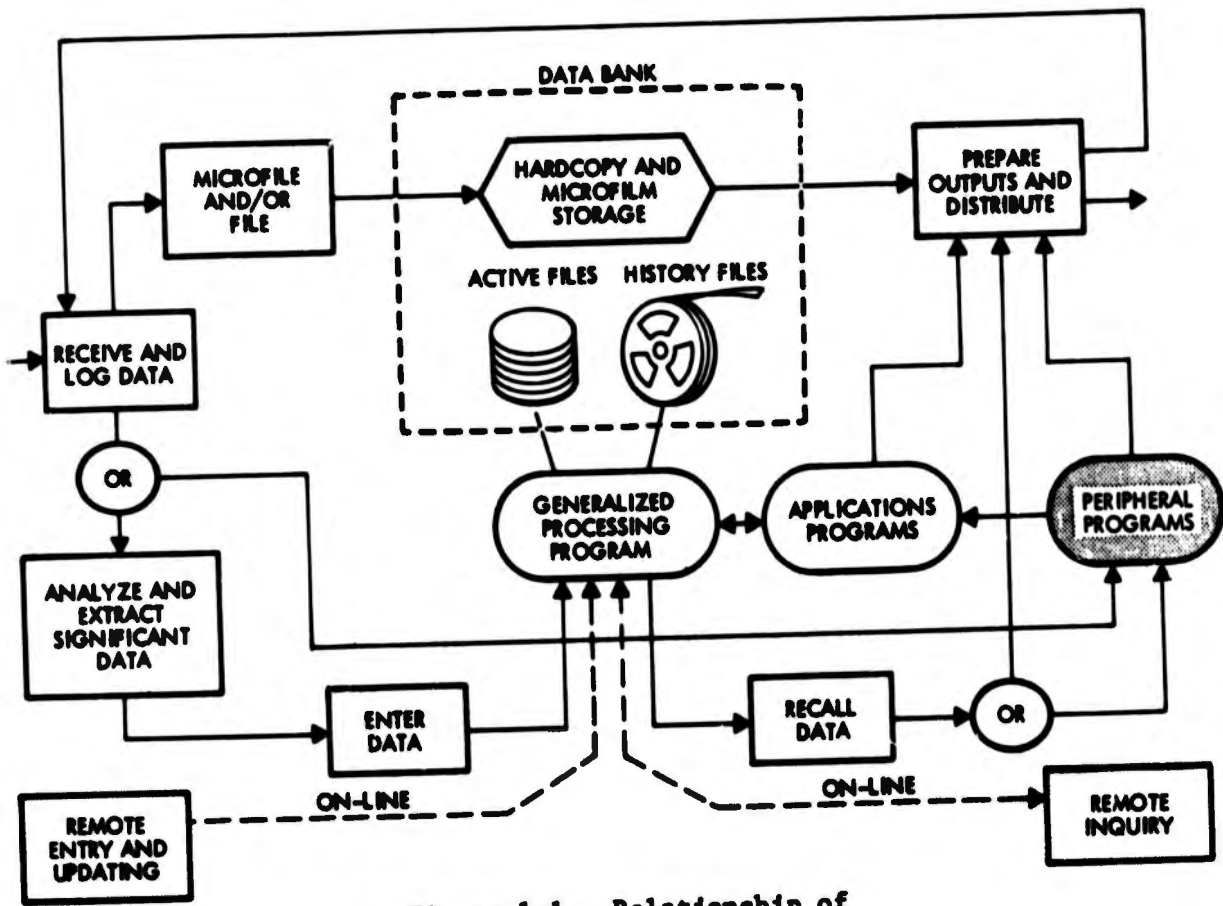 DATA BANK
MICROFILE
AND/OR
FILE
HARDCOPY AND
MICROFILM
STORAGE
PREPARE
OUTPUTS AND
DISTRIBUTE
ACTIVE FILES
HISTORY FILES
RECEIVE AND
LOG DATA
OR
GENERALIZED
PROCESSING
PROGRAM
APPLICATIONS
PROGRAMS
PERIPHERAL
PROGRAMS
ANALYZE AND
EXTRACT
SIGNIFICANT
DATA
ENTER
DATA
RECALL
DATA
OR
ON-LINE
ON-LINE
REMOTE
ENTRY AND
UPDATING
REMOTE
INQUIRY
Relationship of